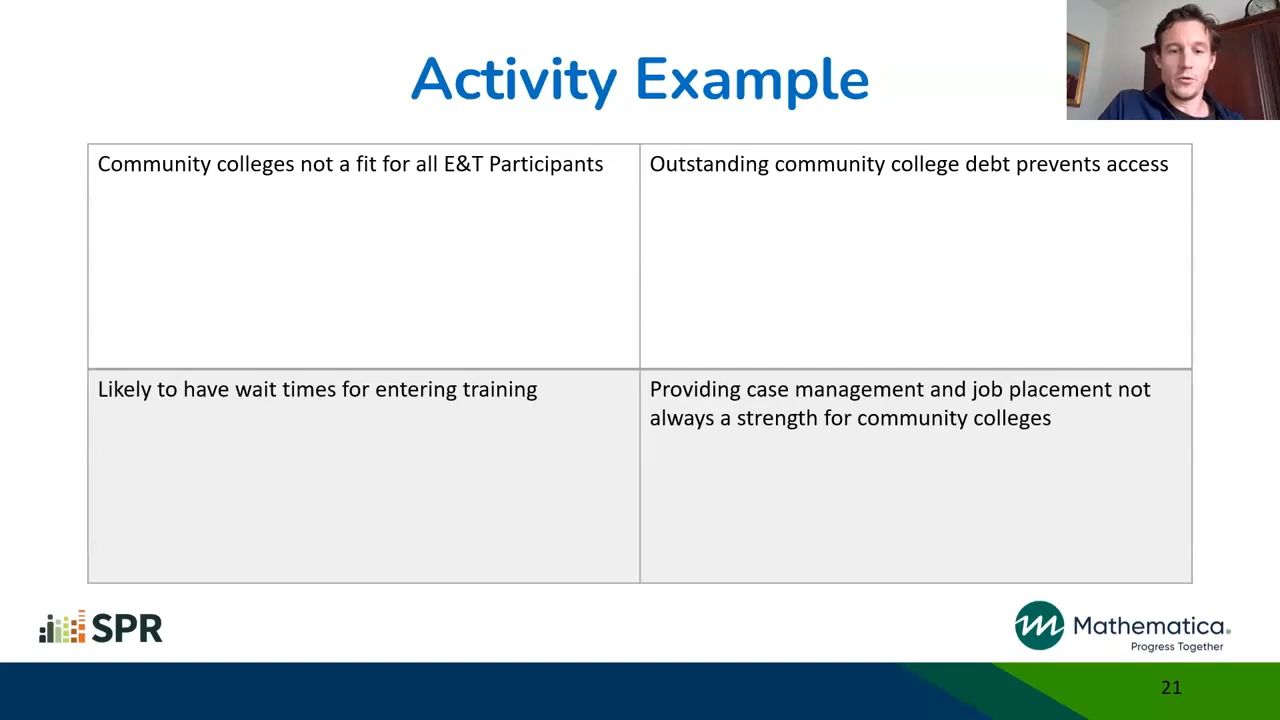 Activity Example
Community colleges not a fit for all E&T Participants
Outstanding community college debt prevents access
Likely to have wait times for entering training
Providing case management and job placement not
always a strength for community colleges
SPR
Mathematica®
Progress Together
21